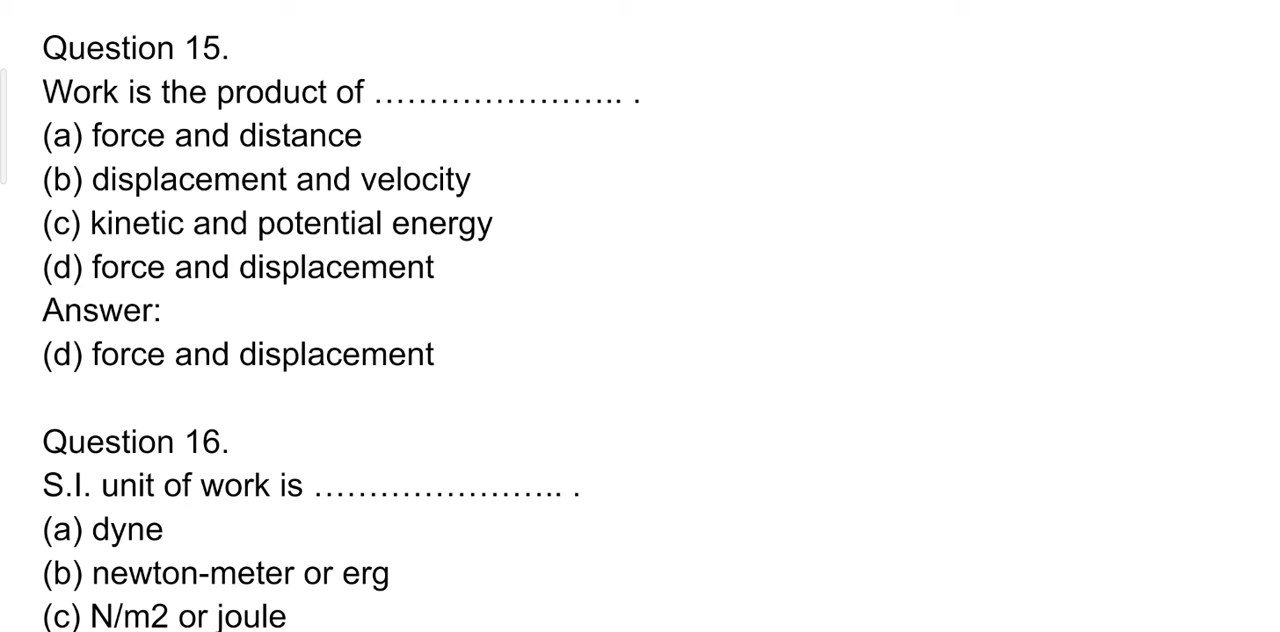 Question 15.
Work is the product of …………………….. .
(a) force and distance
(b) displacement and velocity
(c) kinetic and potential energy
(d) force and displacement
Answer:
(d) force and displacement
Question 16.
S.I. unit of work is …………………….. .
(a) dyne
(b) newton-meter or erg
(c) N/m2 or joule